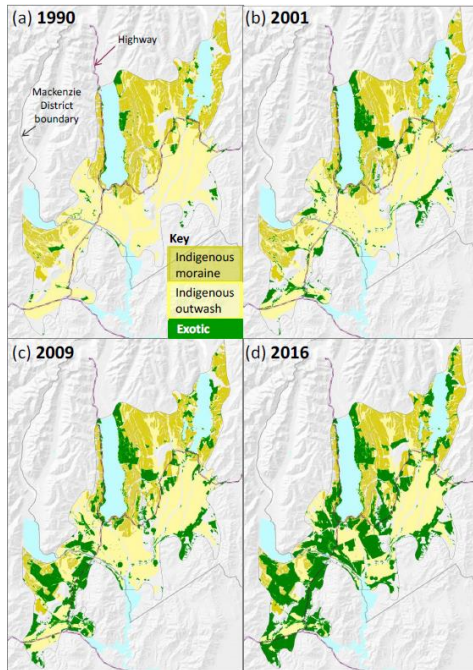 (a) 1990
Highway
Mackenzie
District
boundary
(b) 2001
Key
Indigenous
moraine
Indigenous
outwash
Exotic
(c) 2009
(d) 2016